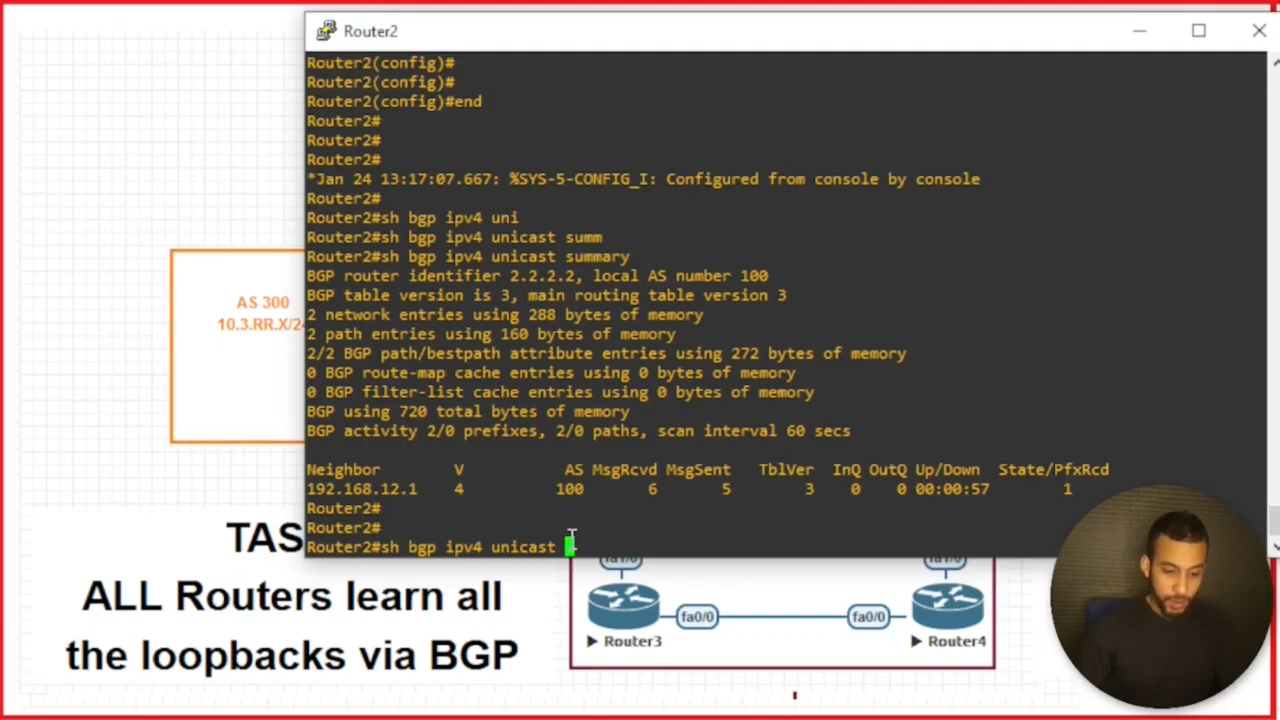 Router2
Router2(config)#
Router2(config)#
Router2(config)#end
Router2#
Router2#
Router2#
*Jan 24 13:17:07.667: %SYS-5-CONFIG_I: Configured from console by console
Router2#
Router2#sh bgp ipv4 uni
Router2#sh bgp ipv4 unicast summ
Router2#sh bgp ipv4 unicast summary
BGP router identifier 2.2.2.2, local AS number 100
BGP table version is 3, main routing table version 3
2 network entries using 288 bytes of memory
2 path entries using 160 bytes of memory
2/2 BGP path/bestpath attribute entries using 272 bytes of memory
0 BGP route-map cache entries using 0 bytes of memory
0 BGP filter-list cache entries using 0 bytes of memory
BGP using 720 total bytes of memory
BGP activity 2/0 prefixes, 2/0 paths, scan interval 60 secs
Neighbor V AS MsgRcvd MsgSent TblVer InQ OutQ Up/Down State/PfxRcd
192.168.12.1 4 100 6 5 3 0 0 00:00:57 1
Router2#
Router2#
Router2#sh bgp ipv4 unicast
AS 300
10.3.RR.X/24
TAS
ALL Routers learn all
the loopbacks via BGP
fa1/0 fa1/0
fa0/0 fa0/0
Router3 Router4